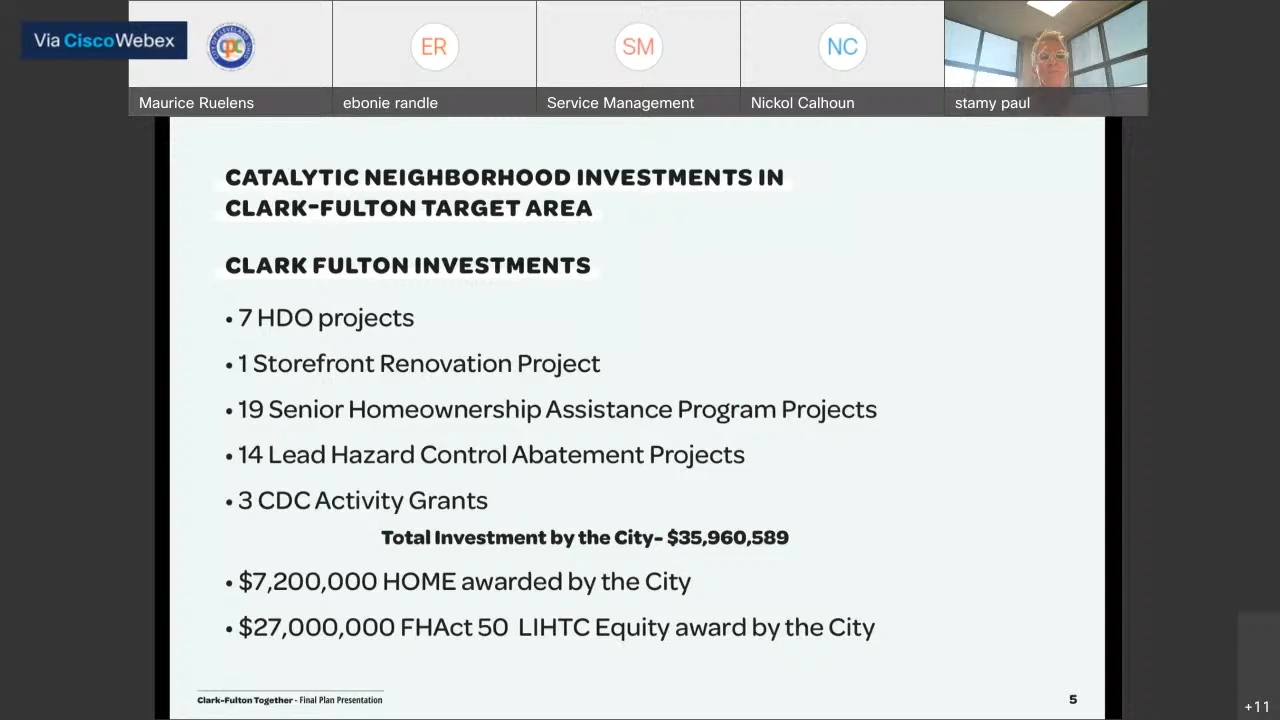 Via CiscoWebex
cpc
ER
SM
NC
Maurice Ruelens
ebonie randle
Service Management
Nickol Calhoun
stamy paul
CATALYTIC NEIGHBORHOOD INVESTMENTS IN
CLARK-FULTON TARGET AREA
CLARK FULTON INVESTMENTS
• 7 HDO projects
• 1 Storefront Renovation Project
• 19 Senior Homeownership Assistance Program Projects
• 14 Lead Hazard Control Abatement Projects
• 3 CDC Activity Grants
Total Investment by the City- $35,960,589
• $7,200,000 HOME awarded by the City
• $27,000,000 FHAct 50 LIHTC Equity award by the City
Clark-Fulton Together - Final Plan Presentation
5
+11